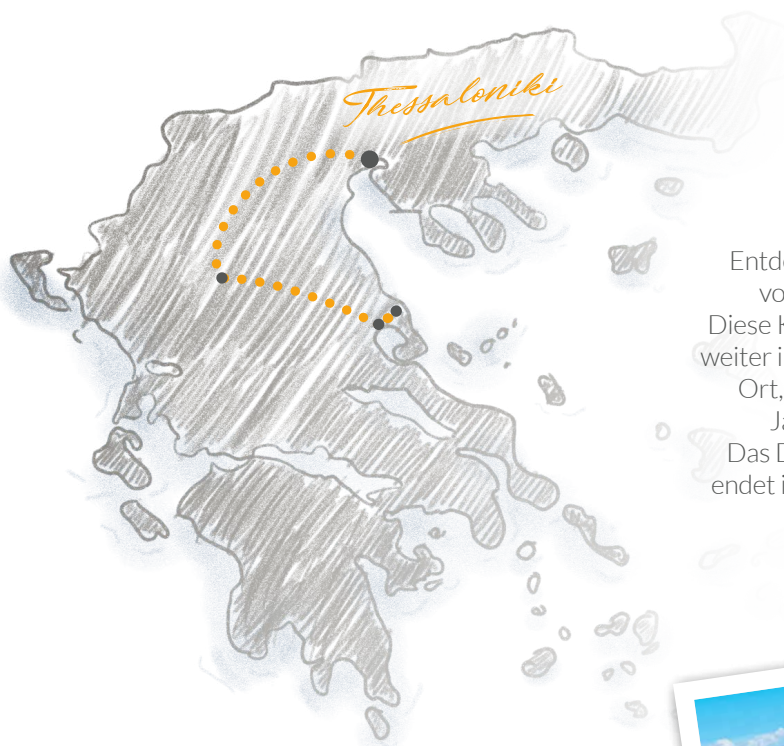 Thessaloniki
Entde
vo
Diese
weiter i
Ort,
Ja
Das D
endet i